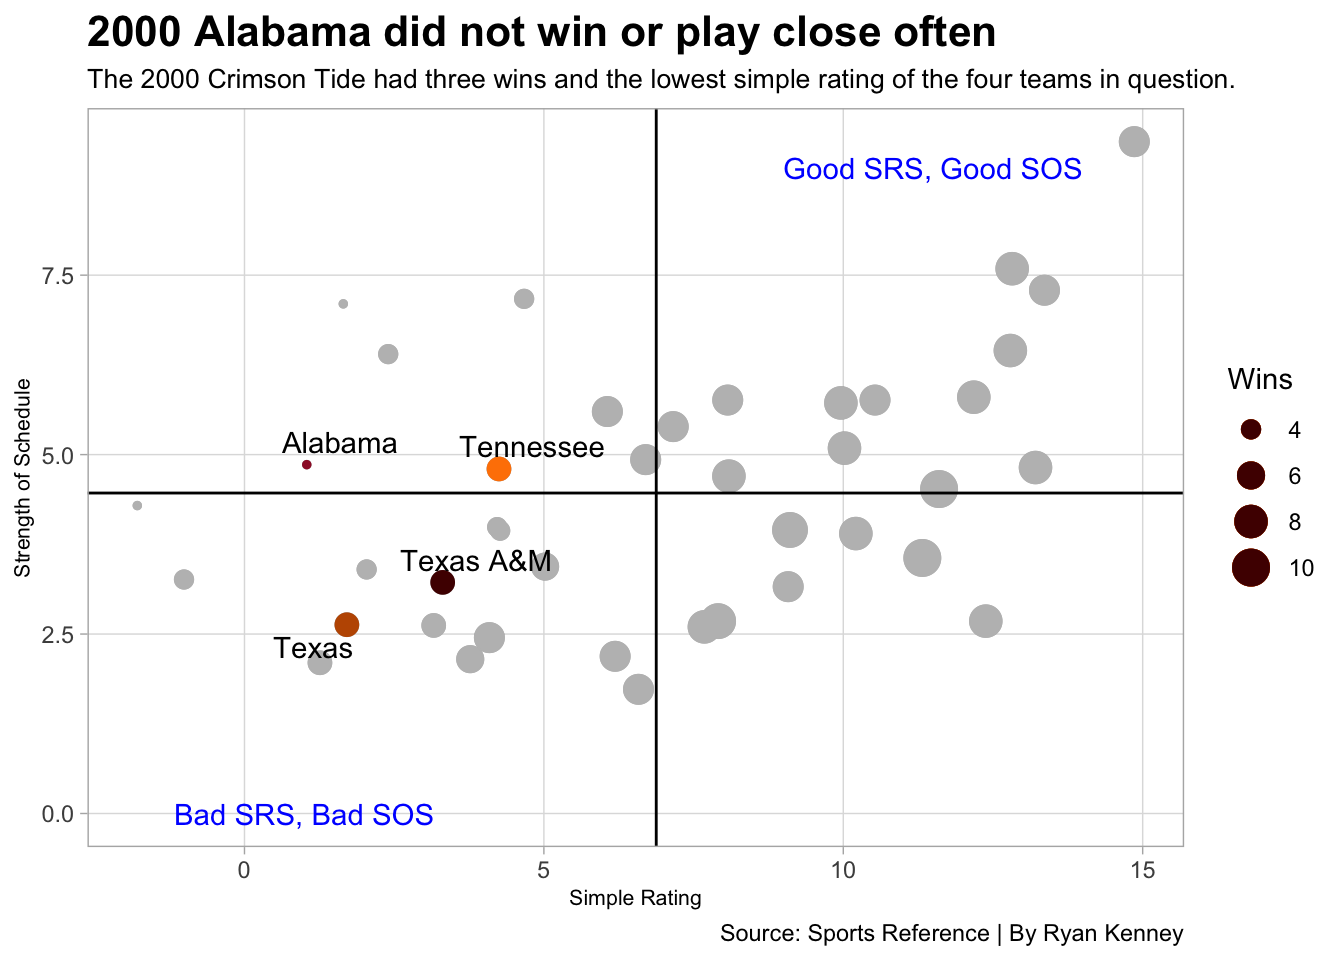 2000 Alabama did not win or play close often
The 2000 Crimson Tide had three wins and the lowest simple rating of the four teams in question.
Good SRS, Good SOS
7.5
Wins
4
Alabama
Tennessee
5.0
6
Strength of Schedule
8
Texas A&M
10
2.5
Texas
Bad SRS, Bad SOS
0.0
0
5
10
15
Simple Rating
Source: Sports Reference | By Ryan Kenney